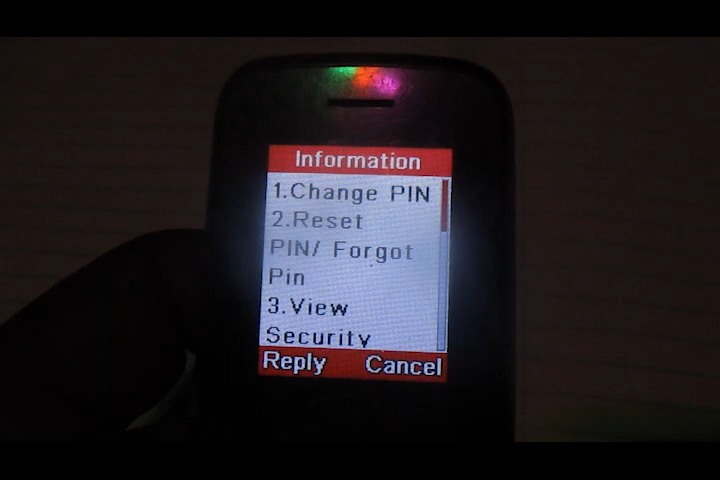 Information
1.Change PIN
2.Reset
PIN/ Forgot
Pin
3.View
Security
Reply Cancel